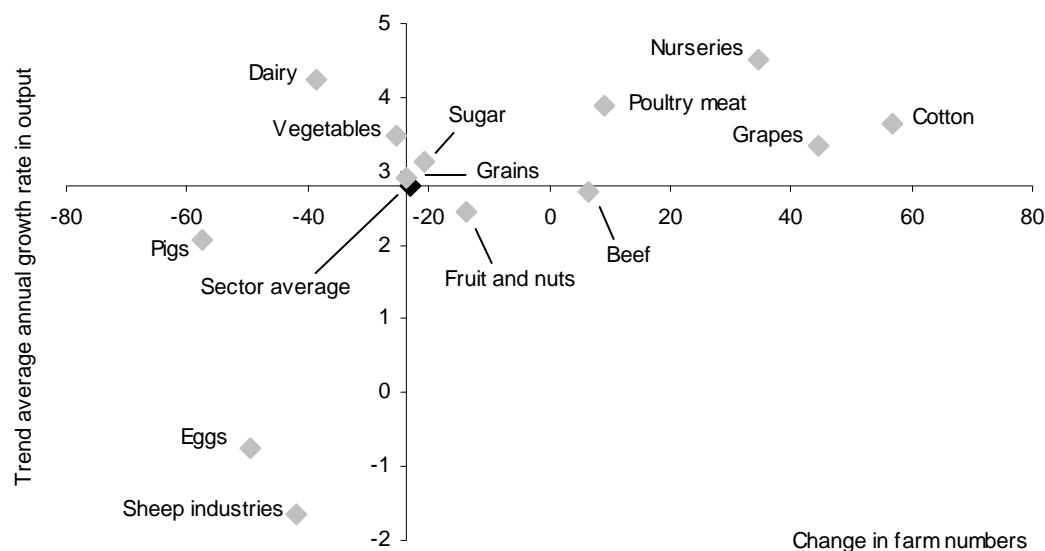 5
Nurseries
Dairy
4
Poultry meat
Sugar
Cotton
Vegetables
Grapes
3
Grains
-80 -60 -40 -20 0 20 40 60 80
Pigs
2
Beef
Sector average
Fruit and nuts
1
0
Eggs
-1
Sheep industries
-2
Change in farm numbers
Trend average annual growth rate in output